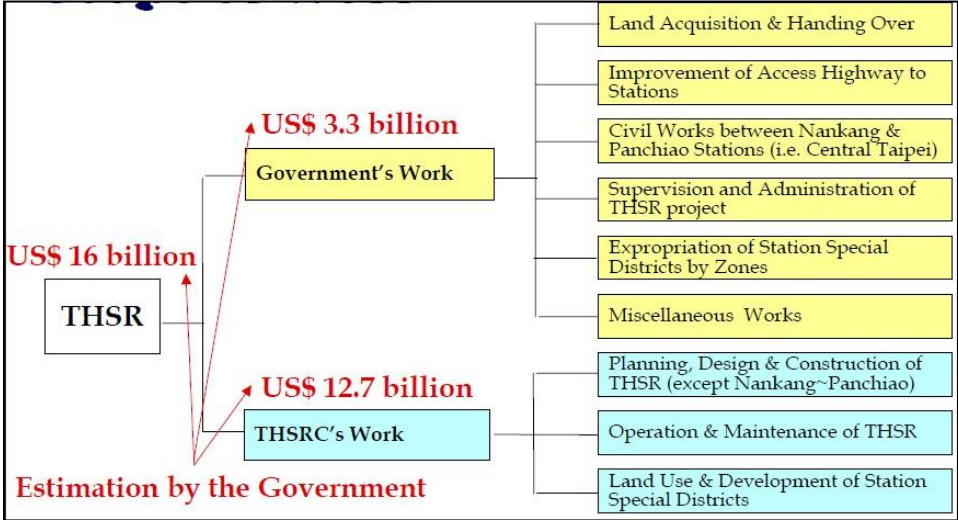 Land Acquisition & Handing Over
Improvement of Access Highway to
Stations
US$ 3.3 billion
Civil Works between Nankang &
Panchiao Stations (i.e. Central Taipei)
Government's Work
Supervision and Administration of
THSR project
US$ 16 billion
Expropriation of Station Special
Districts by Zones
THSR
Miscellaneous Works
Planning, Design & Construction of
THSR (except Nankang~Panchiao)
US$ 12.7 billion
THSRC's Work
Operation & Maintenance of THSR
Estimation by the Government
Land Use & Development of Station
Special Districts